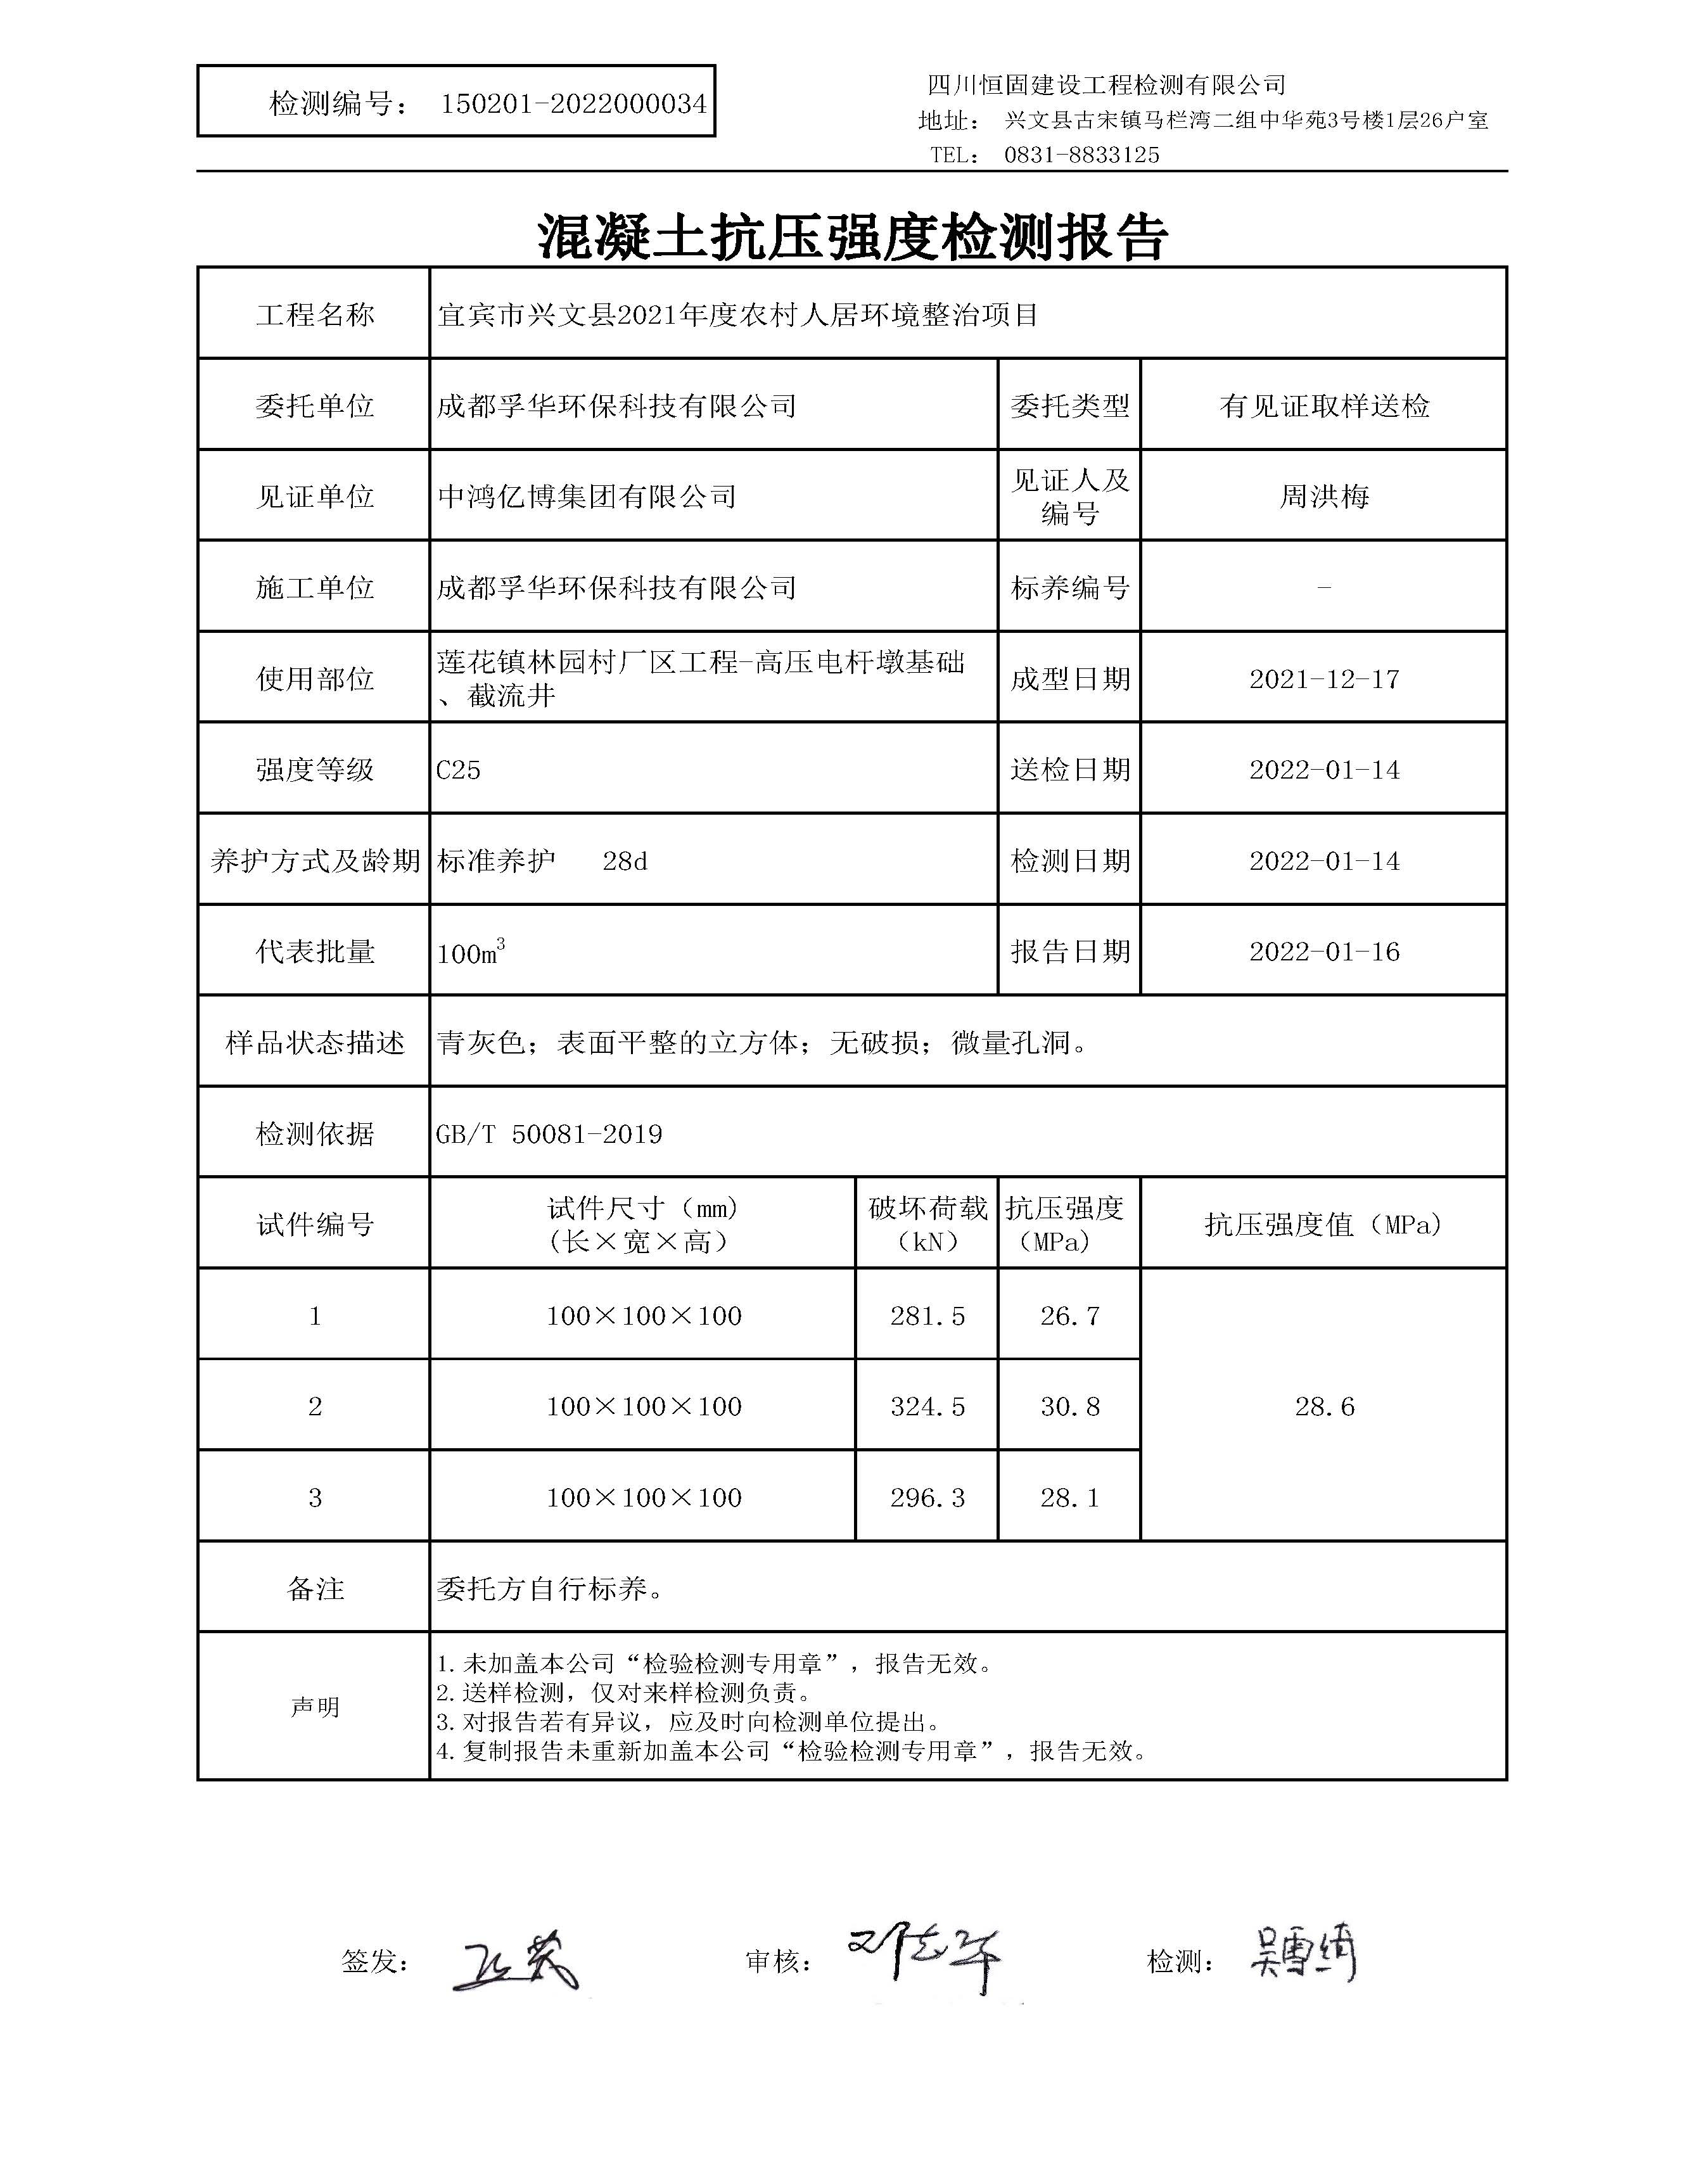 检测编号: 150201-2022000034
四川恒固建设工程检测有限公司
地址: 兴文县古宋镇马栏湾二组中华苑3号楼1层26户室
TEL: 0831-8833125
混凝土抗压强度检测报告
工程名称 宜宾市兴文县2021年度农村人居环境整治项目
委托单位 成都孚华环保科技有限公司 委托类型 有见证取样送检
见证单位 中鸿亿博集团有限公司 见证人及编号 周洪梅
施工单位 成都孚华环保科技有限公司 标养编号 -
使用部位 莲花镇林园村厂区工程-高压电杆墩基础
、截流井 成型日期 2021-12-17
强度等级 C25 送检日期 2022-01-14
养护方式及龄期 标准养护 28d 检测日期 2022-01-14
代表批量 100m³ 报告日期 2022-01-16
样品状态描述 青灰色；表面平整的立方体；无破损；微量孔洞。
检测依据 GB/T 50081-2019
试件编号 试件尺寸（mm）(长×宽×高) 破坏荷载（kN） 抗压强度（MPa） 抗压强度值（MPa）
1 100×100×100 281.5 26.7
2 100×100×100 324.5 30.8 28.6
3 100×100×100 296.3 28.1
备注 委托方自行标养。
声明
1.未加盖本公司“检验检测专用章”，报告无效。
2.送样检测，仅对来样检测负责。
3.对报告若有异议，应及时向检测单位提出。
4.复制报告未重新加盖本公司“检验检测专用章”，报告无效。
签发: 审核: 邓志华 检测: 吴雪绮